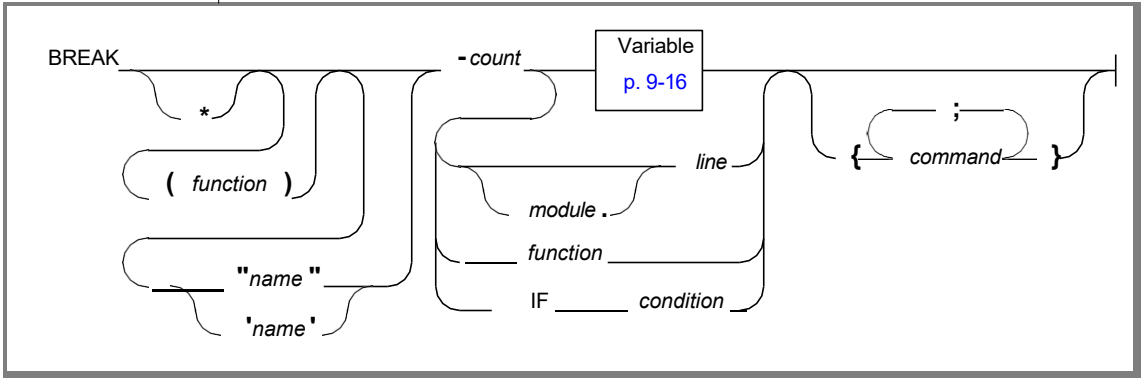 BREAK
*
( function )
"name"
'name'
-count
Variable
p. 9-16
line
module .
function
IF condition
;
{ command }